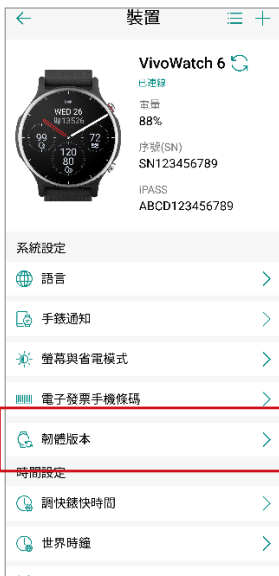 裝置
VivoWatch 6
已連線
電量
88%
序號(SN)
SN123456789
iPASS
ABCD123456789
WED 26
13526
99
72
120
80
系統設定
語言
手錶通知
螢幕與省電模式
電子發票手機條碼
韌體版本
時間設定
調快錶快時間
世界時鐘